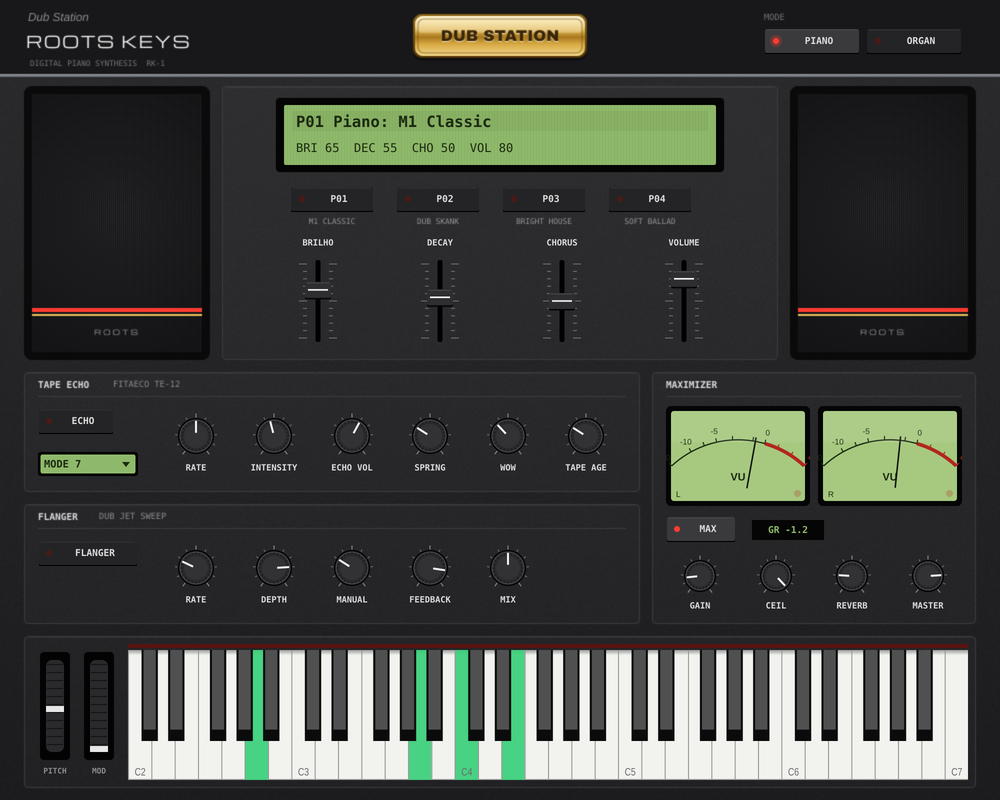 Dub Station
ROOTS KEYS
DIGITAL PIANO SYNTHESIS RK-1
DUB STATION
MODE
PIANO
ORGAN
P01 Piano: M1 Classic
BRI 65 DEC 55 CHO 50 VOL 80
P01 P02 P03 P04
M1 CLASSIC DUB SKANK BRIGHT HOUSE SOFT BALLAD
BRILHO DECAY CHORUS VOLUME
ROOTS
ROOTS
TAPE ECHO FITAECO TE-12
ECHO
MODE 7
RATE INTENSITY ECHO VOL SPRING WOW TAPE AGE
FLANGER DUB JET SWEEP
FLANGER
RATE DEPTH MANUAL FEEDBACK MIX
MAXIMIZER
-10 -5 0
VU
L
-10 -5 0
VU
R
MAX
GR -1.2
GAIN CEIL REVERB MASTER
PITCH MOD
C2 C3 C4 C5 C6 C7